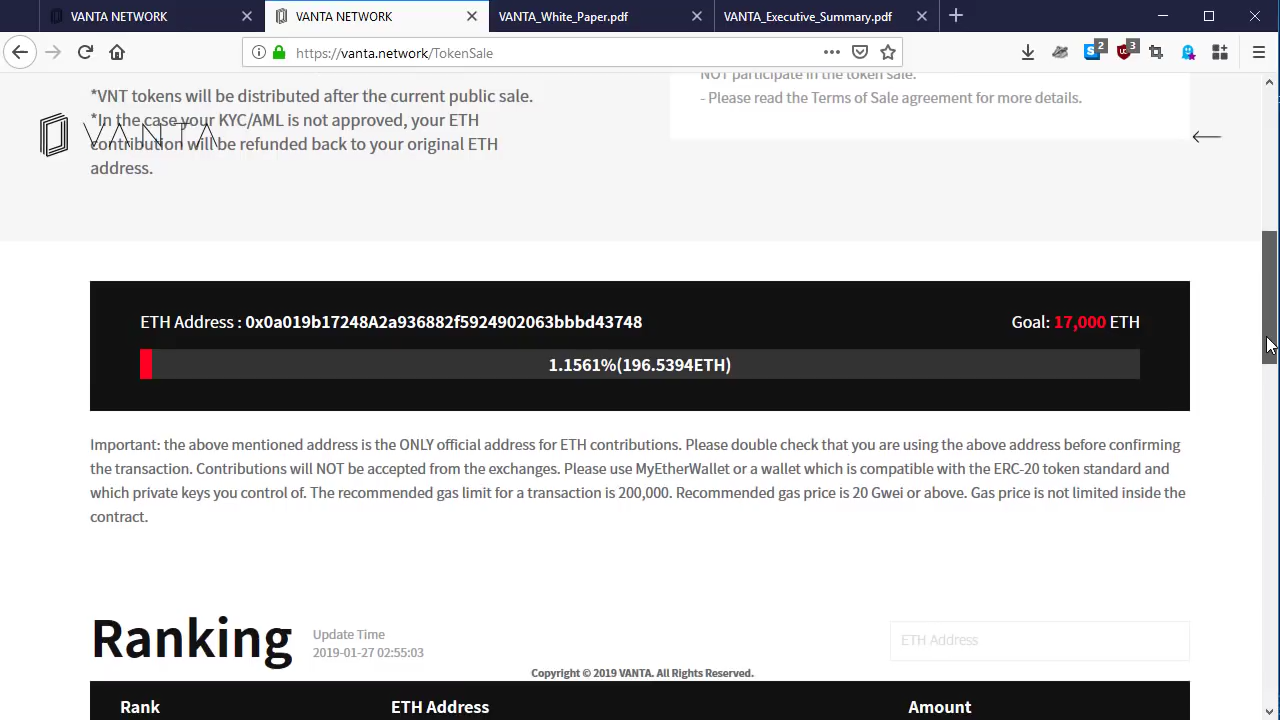 VANTA NETWORK
VANTA NETWORK
VANTA_White_Paper.pdf
VANTA_Executive_Summary.pdf
https://vanta.network/TokenSale
2
3
NOT participate in the token sale.
- Please read the Terms of Sale agreement for more details.
*VNT tokens will be distributed after the current public sale.
*In the case your KYC/AML is not approved, your ETH
contribution will be refunded back to your original ETH
address.
VANTA
ETH Address : 0x0a019b17248A2a936882f5924902063bbbd43748
Goal: 17,000 ETH
1.1561%(196.5394ETH)
Important: the above mentioned address is the ONLY official address for ETH contributions. Please double check that you are using the above address before confirming
the transaction. Contributions will NOT be accepted from the exchanges. Please use MyEtherWallet or a wallet which is compatible with the ERC-20 token standard and
which private keys you control of. The recommended gas limit for a transaction is 200,000. Recommended gas price is 20 Gwei or above. Gas price is not limited inside the
contract.
Ranking
Update Time
2019-01-27 02:55:03
ETH Address
Copyright © 2019 VANTA. All Rights Reserved.
Rank
ETH Address
Amount